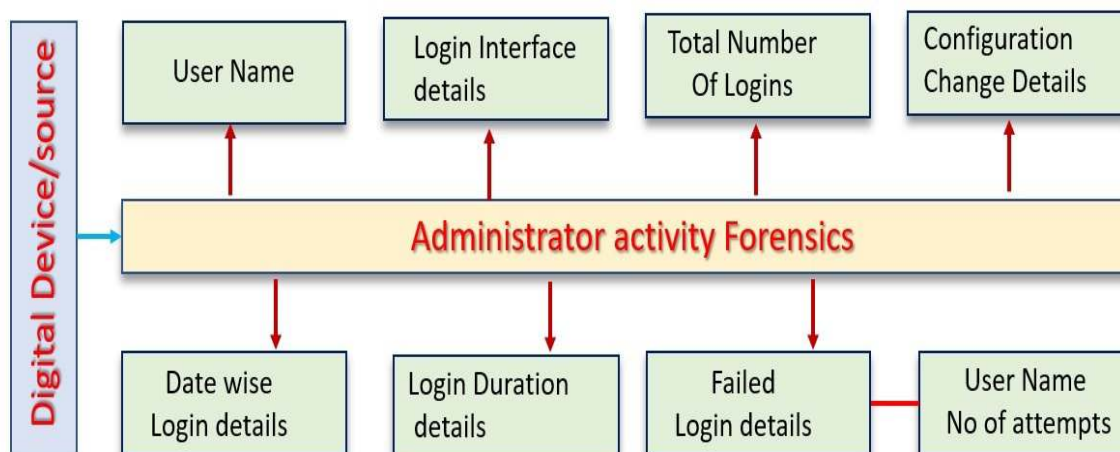 Digital Device/source
User Name
Login Interface
details
Total Number
Of Logins
Configuration
Change Details
Administrator activity Forensics
Date wise
Login details
Login Duration
details
Failed
Login details
User Name
No of attempts